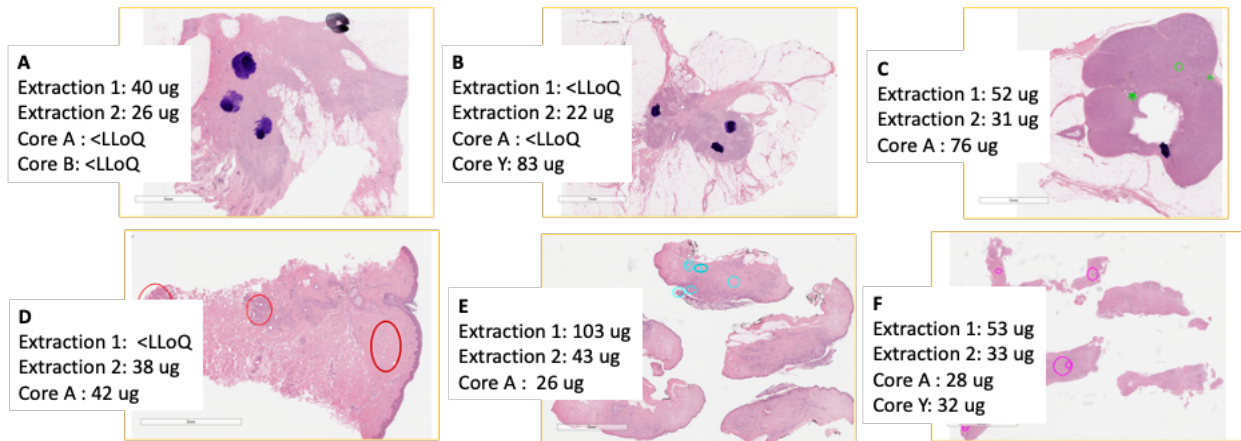 A
Extraction 1: 40 ug
Extraction 2: 26 ug
Core A : <LLoQ
Core B: <LLoQ
B
Extraction 1: <LLoQ
Extraction 2: 22 ug
Core A : <LLoQ
Core Y: 83 ug
C
Extraction 1: 52 ug
Extraction 2: 31 ug
Core A : 76 ug
D
Extraction 1: <LLoQ
Extraction 2: 38 ug
Core A : 42 ug
E
Extraction 1: 103 ug
Extraction 2: 43 ug
Core A : 26 ug
F
Extraction 1: 53 ug
Extraction 2: 33 ug
Core A : 28 ug
Core Y: 32 ug